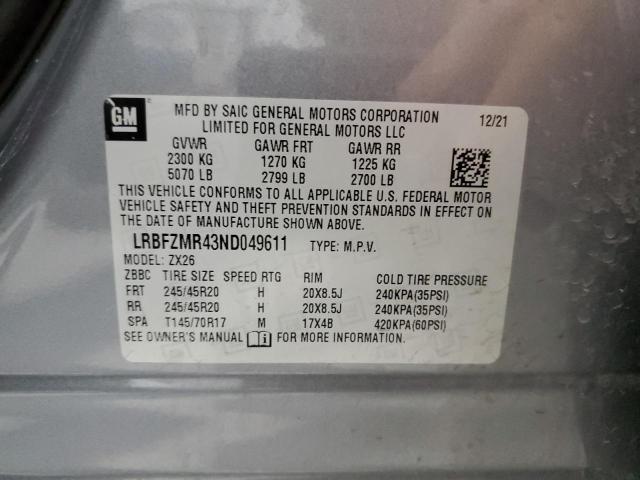 GM
MFD BY SAIC GENERAL MOTORS CORPORATION
LIMITED FOR GENERAL MOTORS LLC
12/21
GVWR GAWR FRT GAWR RR
2300 KG 1270 KG 1225 KG
5070 LB 2799 LB 2700 LB
THIS VEHICLE CONFORMS TO ALL APPLICABLE U.S. FEDERAL MOTOR
VEHICLE SAFETY AND THEFT PREVENTION STANDARDS IN EFFECT ON
THE DATE OF MANUFACTURE SHOWN ABOVE.
LRBFZMR43ND049611 TYPE: M.P.V.
MODEL: ZX26
ZBBC TIRE SIZE SPEED RTG RIM COLD TIRE PRESSURE
FRT 245/45R20 H 20X8.5J 240KPA(35PSI)
RR 245/45R20 H 20X8.5J 240KPA(35PSI)
SPA T145/70R17 M 17X4B 420KPA(60PSI)
SEE OWNER'S MANUAL FOR MORE INFORMATION.